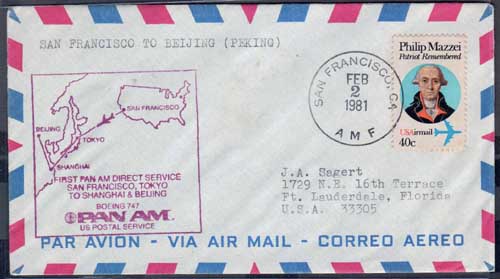 SAN FRANCISCO TO BEIJING (PEKING)
Philip Mazzei
Patriot Remembered
USAirmail
40c
SAN FRANCISCO, CA
FEB
2
1981
AMF
SAN FRANCISCO
BEIJING
TOKYO
SHANGHAI
FIRST PAN AM DIRECT SERVICE
SAN FRANCISCO, TOKYO
TO SHANGHAI & BEIJING
BOEING 747
PAN AM.
US POSTAL SERVICE
J.A. Sagert
1729 N.E. 16th Terrace
Ft. Lauderdale, Florida
U.S.A. 33305
PAR AVION - VIA AIR MAIL - CORREO AEREO